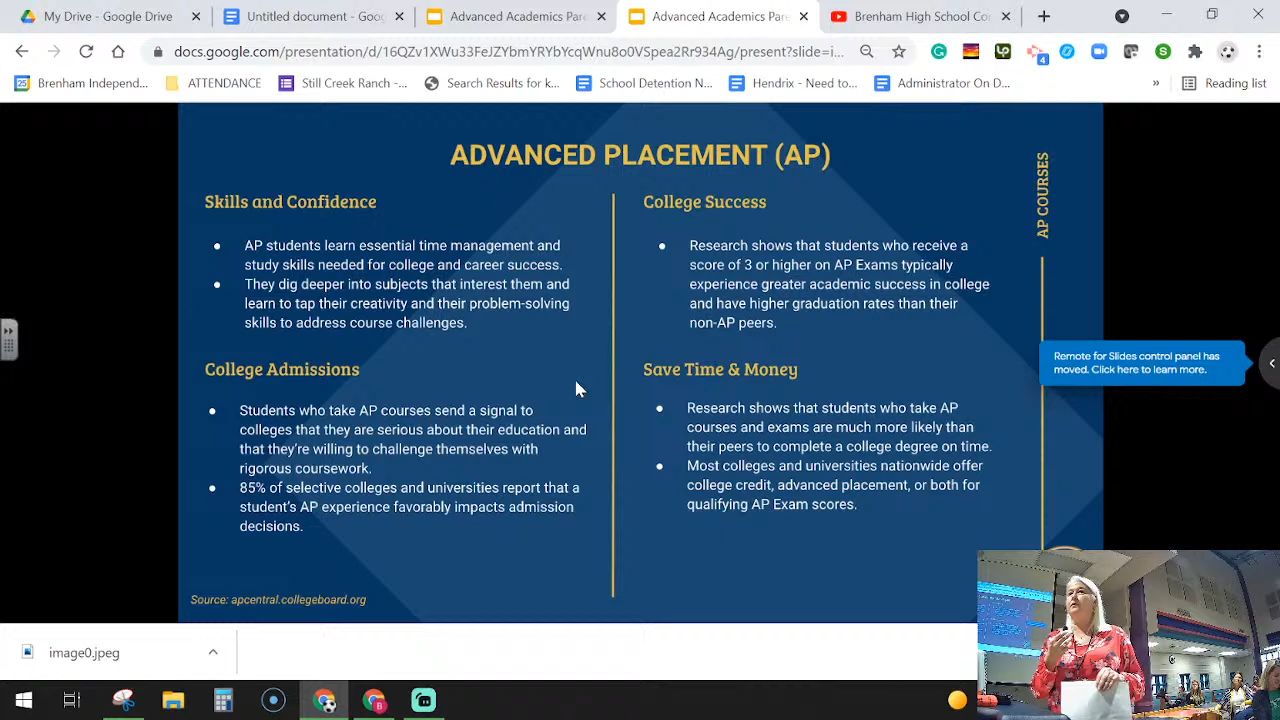 My Drive - Google Drive
Untitled document - Goog
Advanced Academics Pare
Advanced Academics Pare
Brenham High School Co
docs.google.com/presentation/d/16QZv1XWu33FeJZYbmYRYbYcqWnu8o0VSpea2Rr934Ag/present?slide=i...
4
Brenham Independ...
ATTENDANCE
Still Creek Ranch -...
Search Results for k...
School Detention N...
Hendrix - Need to...
Administrator On D...
»
Reading list
ADVANCED PLACEMENT (AP)
AP COURSES
Skills and Confidence
• AP students learn essential time management and
study skills needed for college and career success.
• They dig deeper into subjects that interest them and
learn to tap their creativity and their problem-solving
skills to address course challenges.
College Admissions
• Students who take AP courses send a signal to
colleges that they are serious about their education and
that they're willing to challenge themselves with
rigorous coursework.
• 85% of selective colleges and universities report that a
student's AP experience favorably impacts admission
decisions.
College Success
• Research shows that students who receive a
score of 3 or higher on AP Exams typically
experience greater academic success in college
and have higher graduation rates than their
non-AP peers.
Save Time & Money
• Research shows that students who take AP
courses and exams are much more likely than
their peers to complete a college degree on time.
• Most colleges and universities nationwide offer
college credit, advanced placement, or both for
qualifying AP Exam scores.
Source: apcentral.collegeboard.org
Remote for Slides control panel has
moved. Click here to learn more.
image0.jpeg